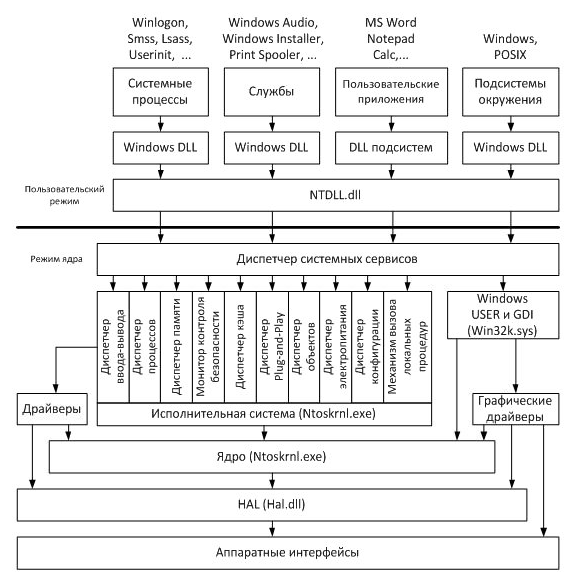 Winlogon,
Smss, Lsass,
Userinit, ...
Windows Audio,
Windows Installer,
Print Spooler, ...
MS Word
Notepad
Calc,...
Windows,
POSIX
Системные
процессы
Службы
Пользовательские
приложения
Подсистемы
окружения
Windows DLL
Windows DLL
DLL подсистем
Windows DLL
Пользовательский
режим
NTDLL.dll
Режим ядра
Диспетчер системных сервисов
Диспетчер
ввода-вывода
Диспетчер
процессов
Диспетчер памяти
Монитор контроля
безопасности
Диспетчер кэша
Диспетчер
Plug-and-Play
Диспетчер
объектов
Диспетчер
электропитания
Диспетчер
конфигурации
Механизм вызова
локальных
процедур
Windows
USER и GDI
(Win32k.sys)
Драйверы
Исполнительная система (Ntoskrnl.exe)
Графические
драйверы
Ядро (Ntoskrnl.exe)
HAL (Hal.dll)
Аппаратные интерфейсы